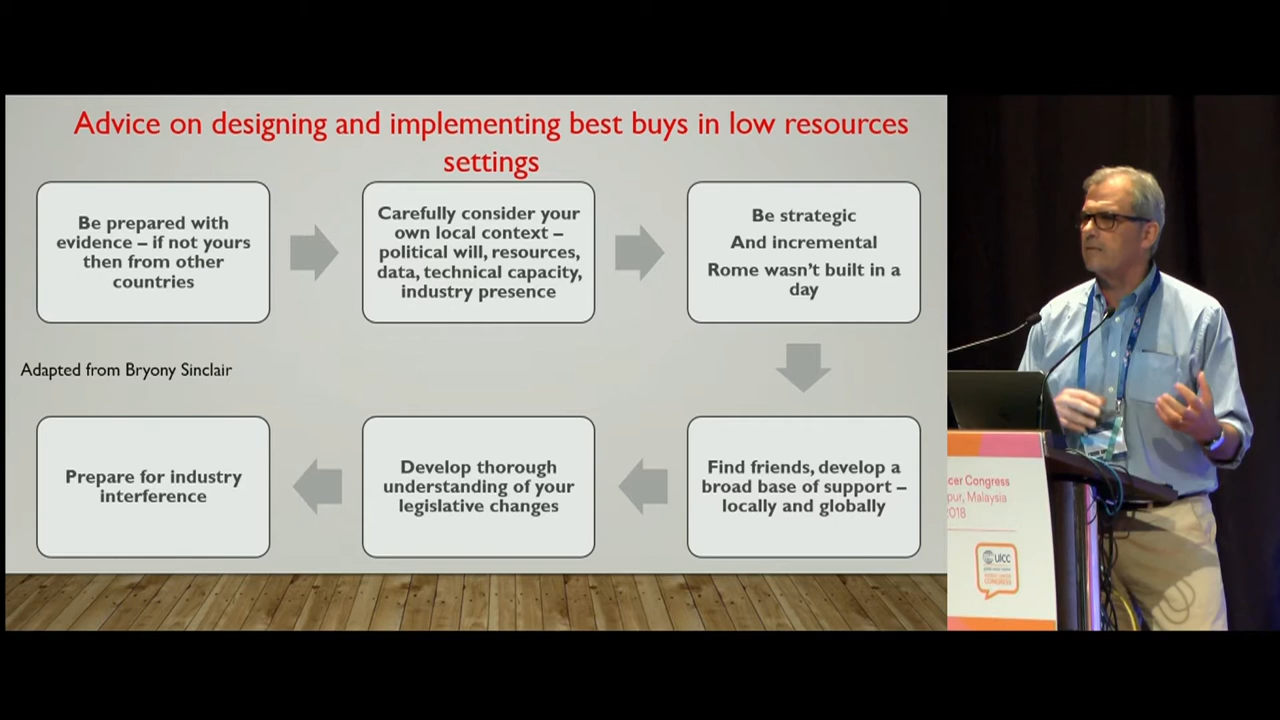 Advice on designing and implementing best buys in low resources
settings
Be prepared with
evidence – if not yours
then from other
countries
Carefully consider your
own local context –
political will, resources,
data, technical capacity,
industry presence
Be strategic
And incremental
Rome wasn't built in a
day
Adapted from Bryony Sinclair
Find friends, develop a
broad base of support –
locally and globally
Develop thorough
understanding of your
legislative changes
Prepare for industry
interference
cer Congress
pur, Malaysia
2018
uicc
CONGRESS